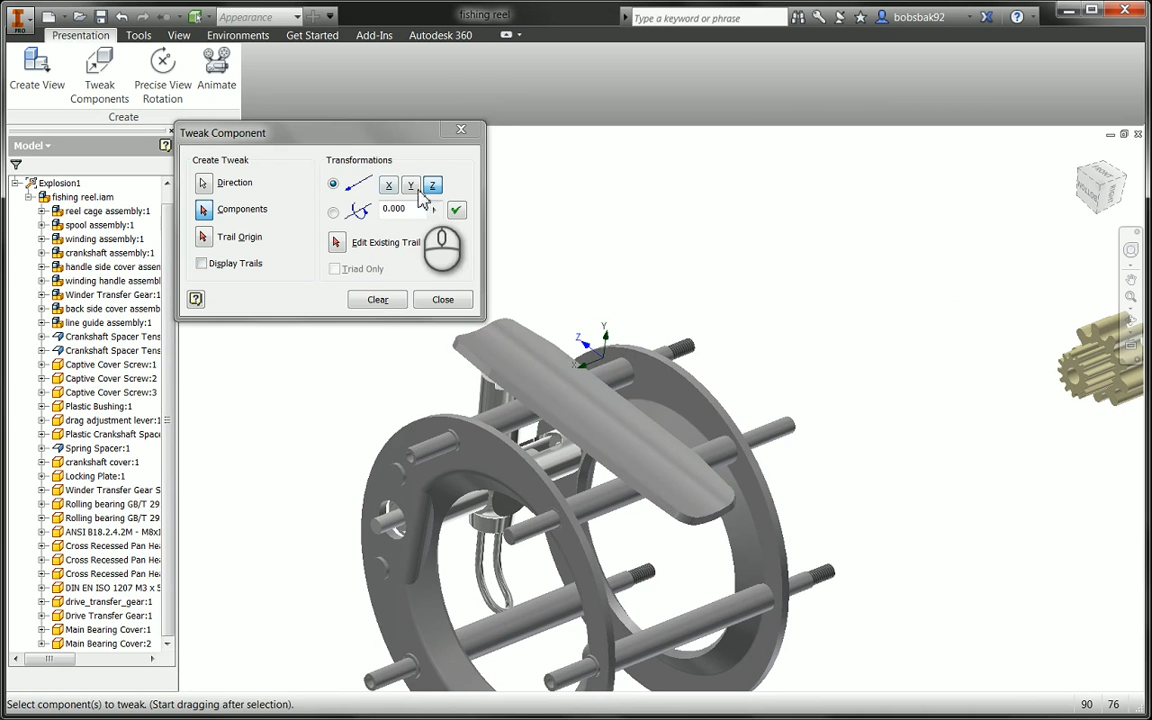 PRO
Appearance
fishing reel
Type a keyword or phrase
bobsbak92
Presentation
Tools
View
Environments
Get Started
Add-Ins
Autodesk 360
Create View
Tweak Components
Precise View Rotation
Animate
Create
Model
Explosion1
fishing reel.iam
reel cage assembly:1
spool assembly:1
winding assembly:1
crankshaft assembly:1
handle side cover assem
winding handle assembly
Winder Transfer Gear:1
back side cover assembl
line guide assembly:1
Crankshaft Spacer Tens
Crankshaft Spacer Tens
Captive Cover Screw:1
Captive Cover Screw:2
Captive Cover Screw:3
Plastic Bushing:1
drag adjustment lever:1
Plastic Crankshaft Space
Spring Spacer:1
crankshaft cover:1
Locking Plate:1
Winder Transfer Gear S
Rolling bearing GB/T 29
Rolling bearing GB/T 29
ANSI B18.2.4.2M - M8x1
Cross Recessed Pan Hea
Cross Recessed Pan Hea
Cross Recessed Pan Hea
DIN EN ISO 1207 M3 x 5
drive_transfer_gear:1
Drive Transfer Gear:1
Main Bearing Cover:1
Main Bearing Cover:2
Tweak Component
Create Tweak
Direction
Components
Trail Origin
Display Trails
Transformations
X Y Z
0.000
Edit Existing Trail
Triad Only
Clear
Close
Z Y X
Select component(s) to tweak. (Start dragging after selection).
90 76